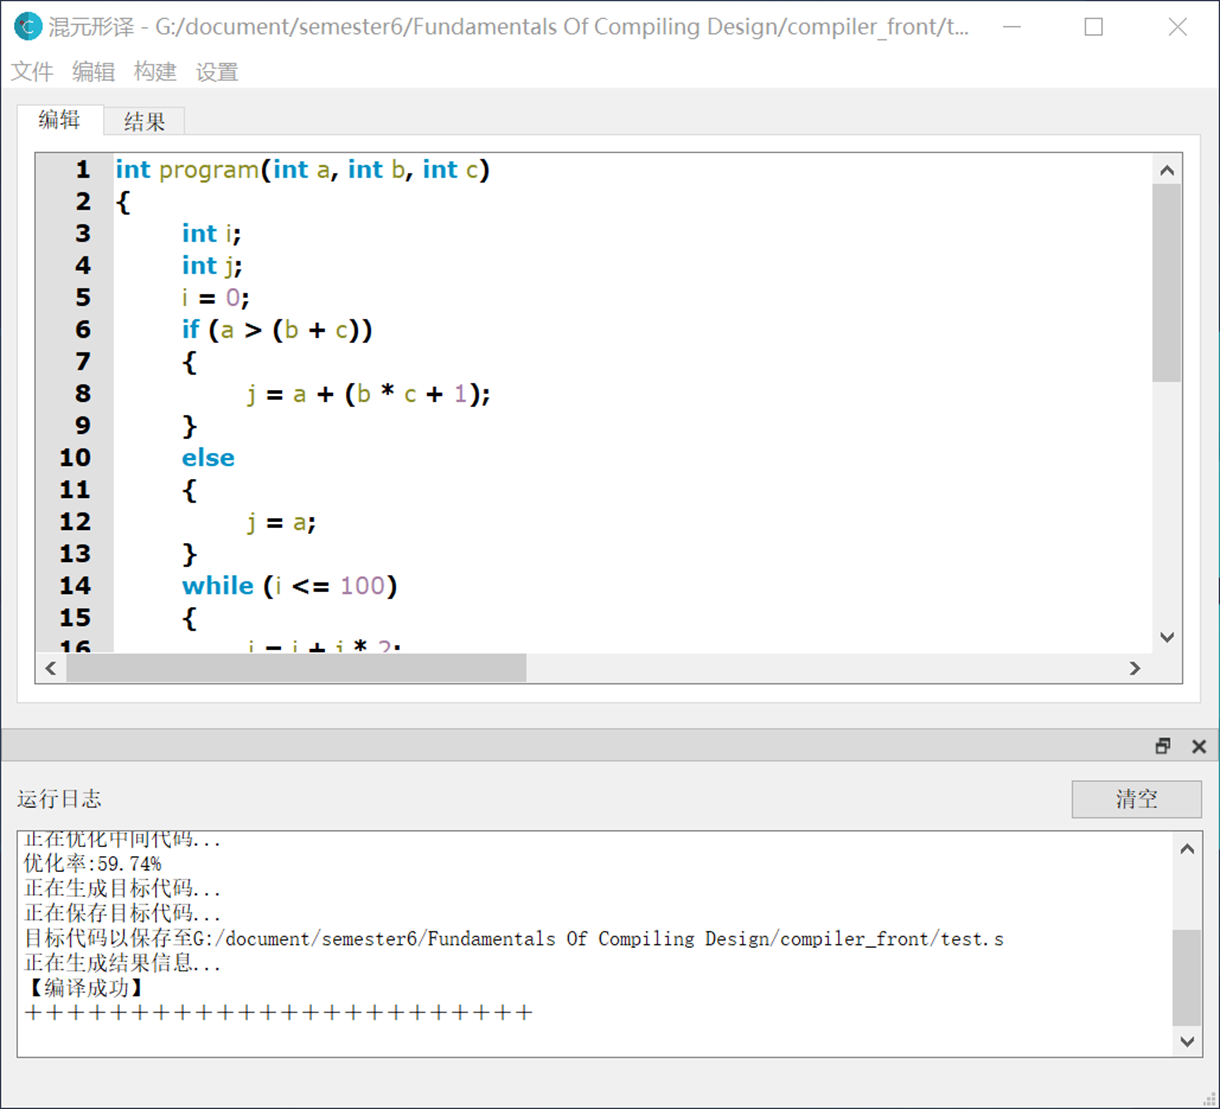 混元形译 - G:/document/semester6/Fundamentals Of Compiling Design/compiler_front/t...
文件 编辑 构建 设置
编辑 结果
1 int program(int a, int b, int c)
2 {
3 int i;
4 int j;
5 i = 0;
6 if (a > (b + c))
7 {
8 j = a + (b * c + 1);
9 }
10 else
11 {
12 j = a;
13 }
14 while (i <= 100)
15 {
16
运行日志 清空
正在优化中间代码...
优化率:59.74%
正在生成目标代码...
正在保存目标代码...
目标代码以保存至G:/document/semester6/Fundamentals Of Compiling Design/compiler_front/test.s
正在生成结果信息...
【编译成功】
++++++++++++++++++++++++